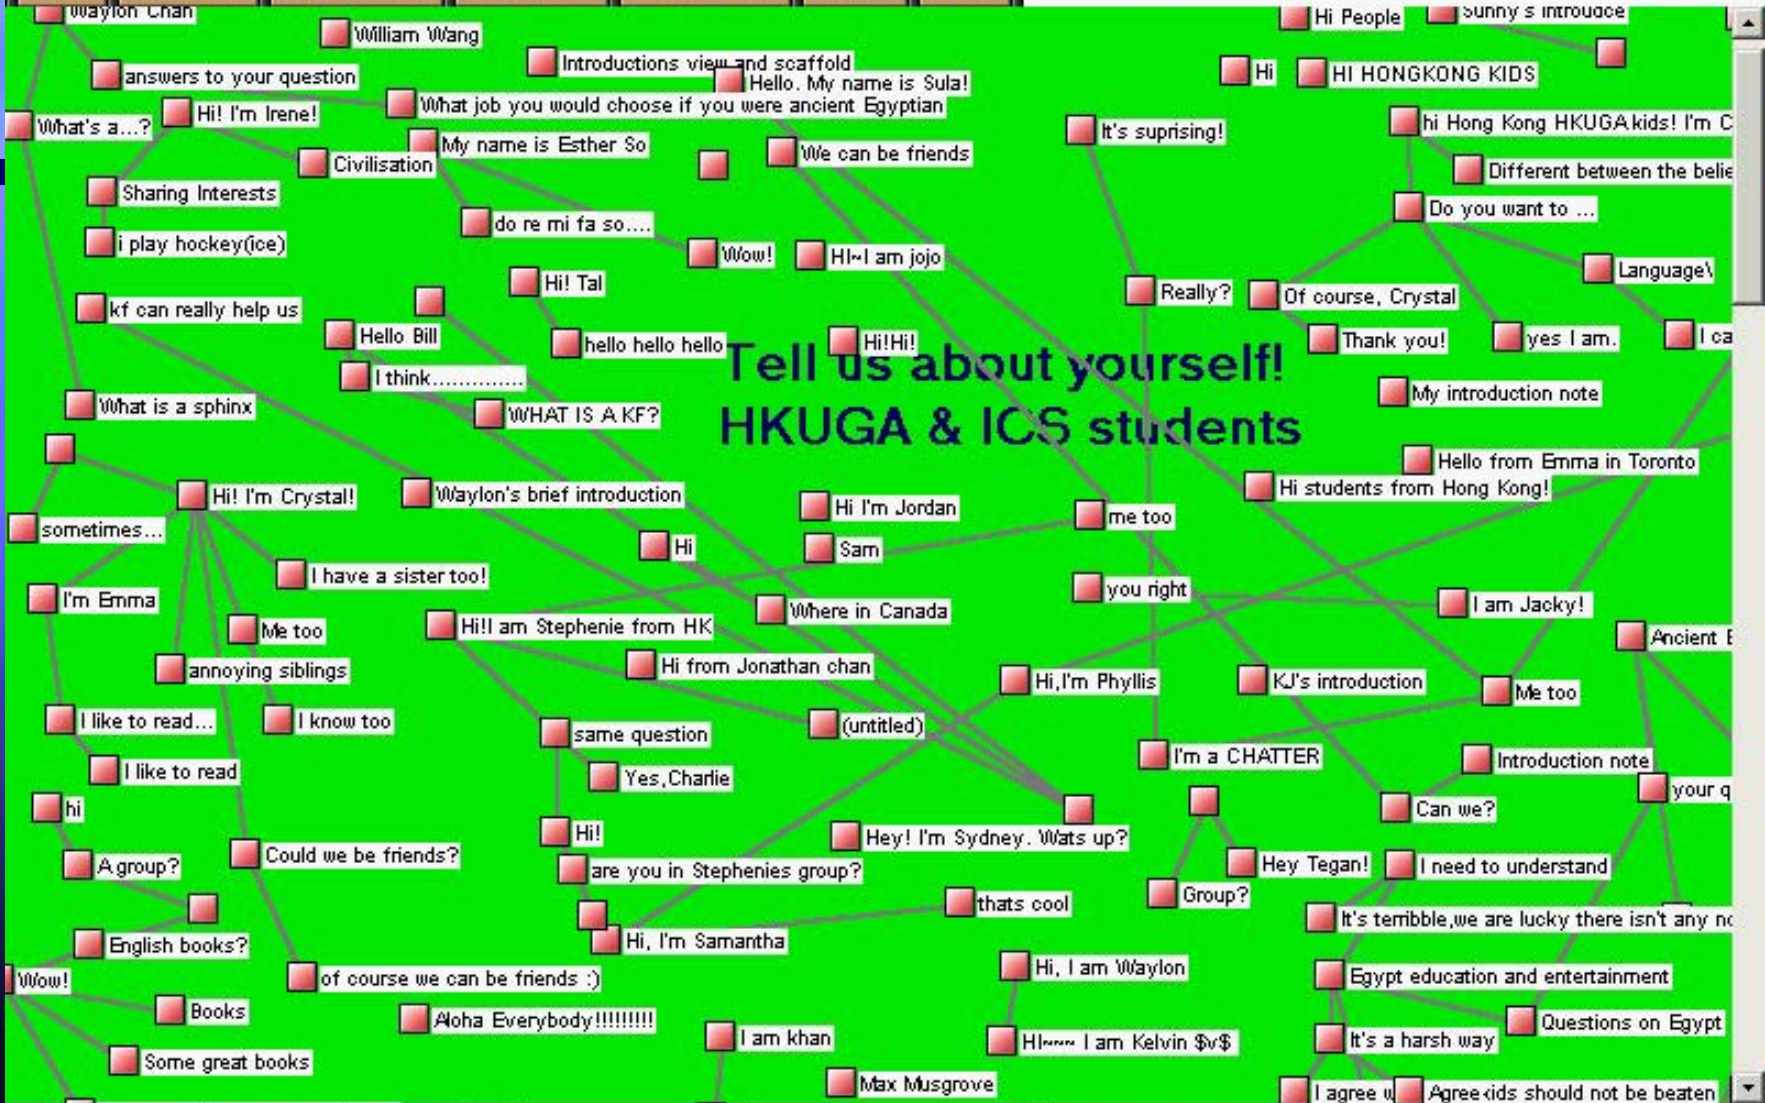 Waylon Chan
Hi People
Sunny's introudce
William Wang
Introductions view and scaffold
answers to your question
Hello. My name is Sula!
Hi
HI HONGKONG KIDS
What job you would choose if you were ancient Egyptian
Hi! I'm Irene!
What's a...?
It's suprising!
hi Hong Kong HKUGA kids! I'm C
My name is Esther So
We can be friends
Civilisation
Different between the belie
Sharing Interests
Do you want to ...
do re mi fa so....
i play hockey(ice)
Wow!
HI~I am jojo
Language\
Hi! Tal
Really?
Of course, Crystal
kf can really help us
Hello Bill
hello hello hello
Hi!Hi!
Thank you!
yes I am.
I ca
Tell us about yourself!
I think..............
My introduction note
What is a sphinx
WHAT IS A KF?
HKUGA & ICS students
Hello from Emma in Toronto
Hi students from Hong Kong!
Hi! I'm Crystal!
Waylon's brief introduction
Hi I'm Jordan
me too
sometimes...
Hi
Sam
I have a sister too!
you right
I'm Emma
I am Jacky!
Where in Canada
Me too
Hi!I am Stephenie from HK
Ancient E
annoying siblings
Hi from Jonathan chan
Hi,I'm Phyllis
KJ's introduction
Me too
I like to read...
I know too
same question
(untitled)
I'm a CHATTER
Introduction note
I like to read
Yes,Charlie
your q
hi
Can we?
Hi!
Hey! I'm Sydney. Wats up?
Could we be friends?
A group?
are you in Stephenies group?
Hey Tegan!
I need to understand
Group?
thats cool
It's terribble,we are lucky there isn't any no
English books?
Hi, I'm Samantha
Wow!
of course we can be friends :)
Hi, I am Waylon
Egypt education and entertainment
Books
Aloha Everybody!!!!!!!!!
Questions on Egypt
I am khan
HI~~~ I am Kelvin $v$
It's a harsh way
Some great books
Max Musgrove
I agree w
Agree kids should not be beaten